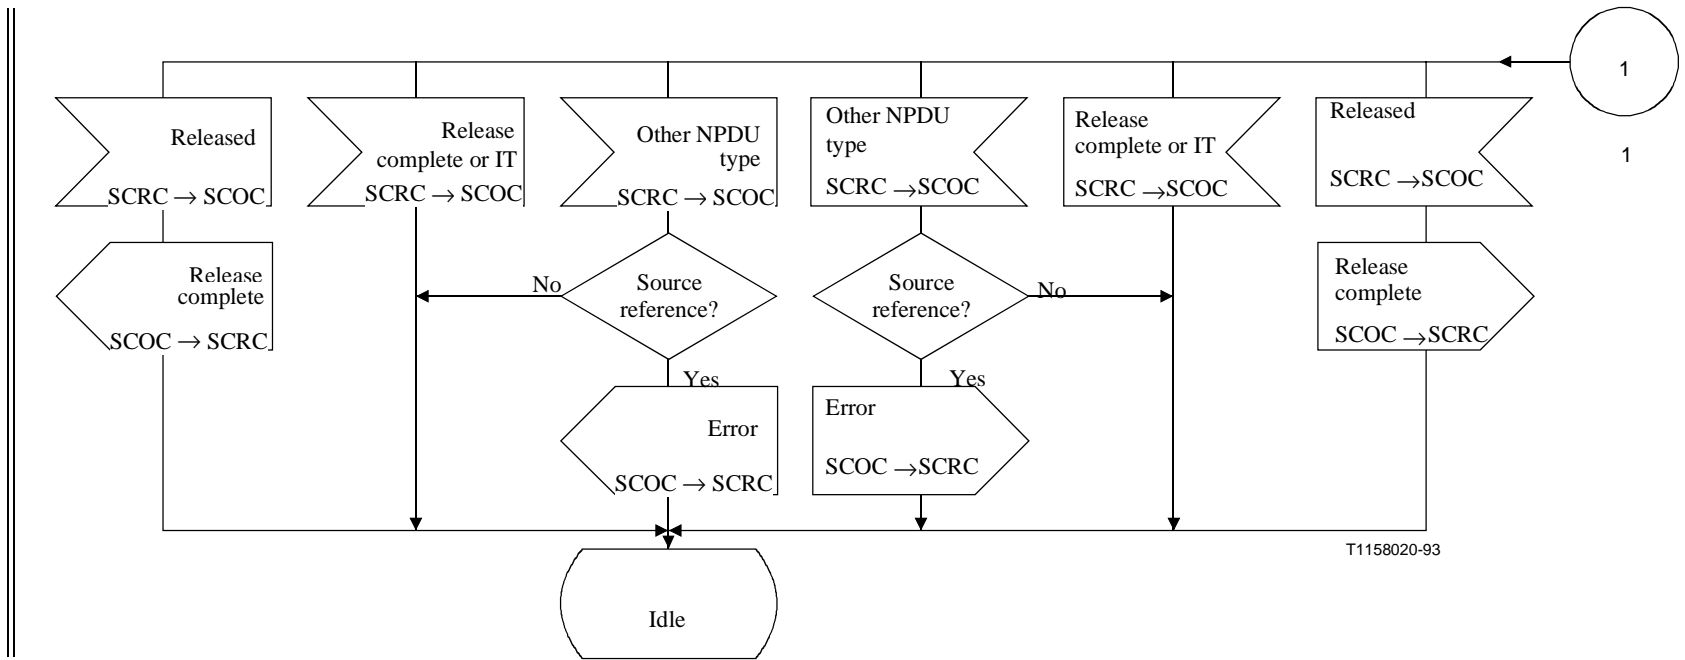 1
1
Released
SCRC → SCOC
Release
complete or IT
SCRC → SCOC
Other NPDU
type
SCRC → SCOC
Other NPDU
type
SCRC →SCOC
Release
complete or IT
SCRC →SCOC
Released
SCRC →SCOC
Release
complete
SCOC → SCRC
No
Source
reference?
Source
reference?
No
Release
complete
SCOC →SCRC
Yes
Yes
Error
SCOC → SCRC
Error
SCOC →SCRC
T1158020-93
Idle